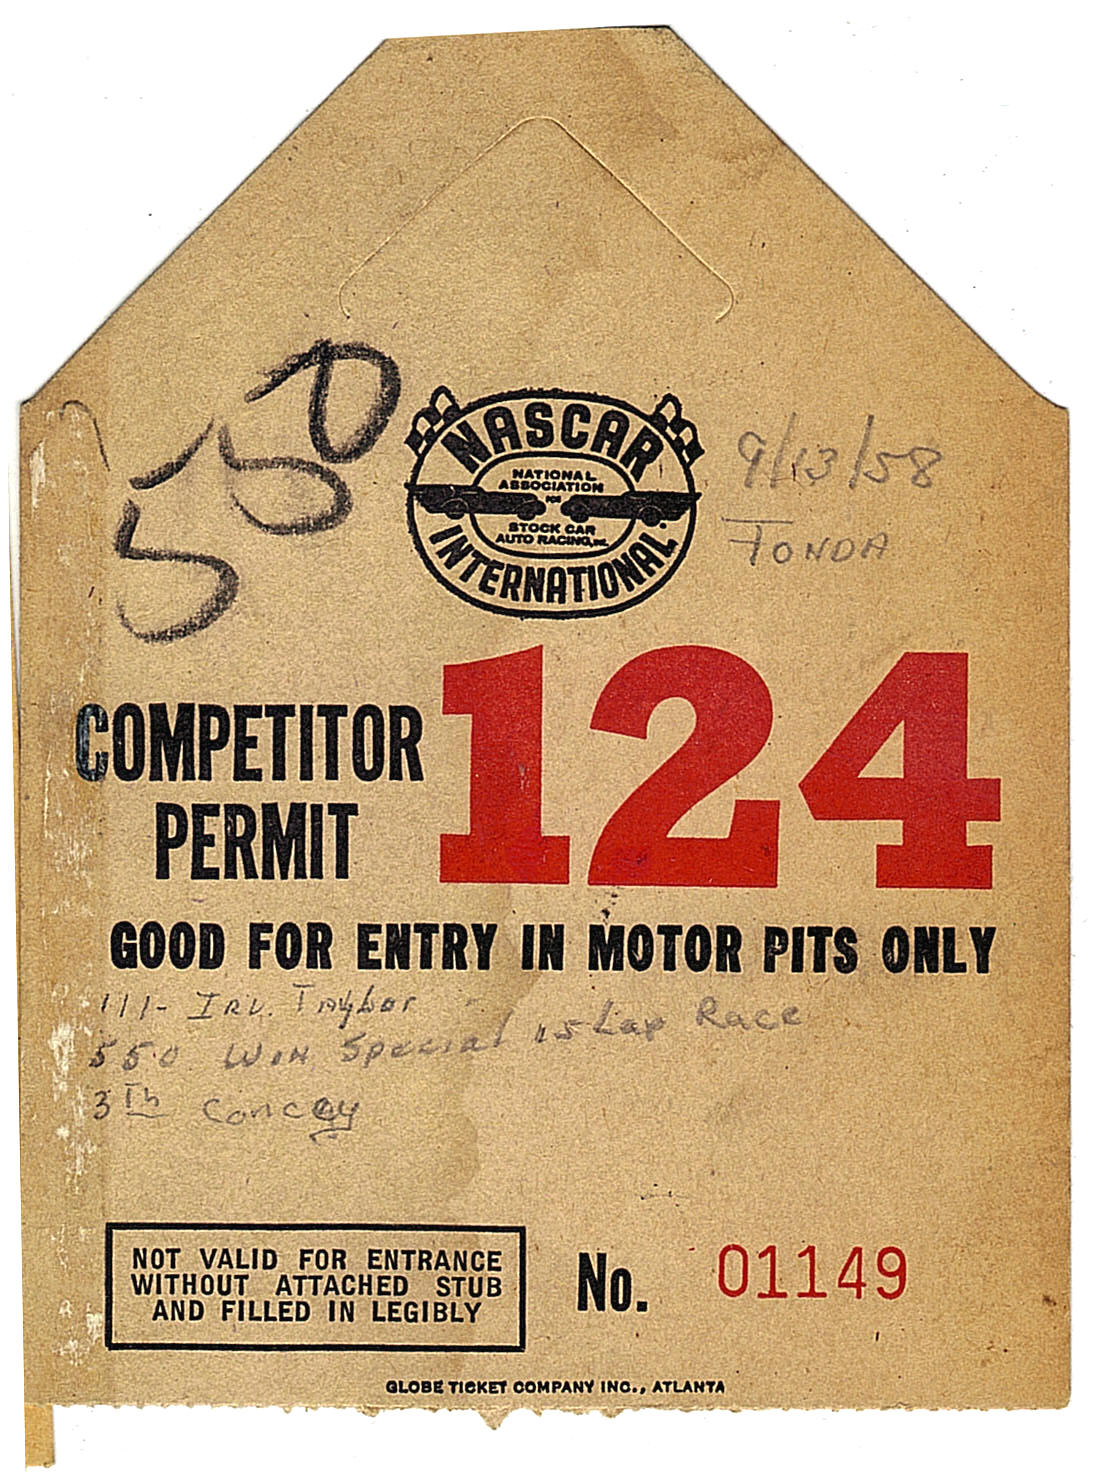 550
NASCAR
NATIONAL
ASSOCIATION
FOR
STOCK CAR
AUTO RACING, INC.
INTERNATIONAL
9/13/58
FONDA
COMPETITOR
PERMIT
124
GOOD FOR ENTRY IN MOTOR PITS ONLY
111- IRV. Taylor
550 WON Special 15 Lap Race
3Th Concey
NOT VALID FOR ENTRANCE
WITHOUT ATTACHED STUB
AND FILLED IN LEGIBLY
No. 01149
GLOBE TICKET COMPANY INC., ATLANTA